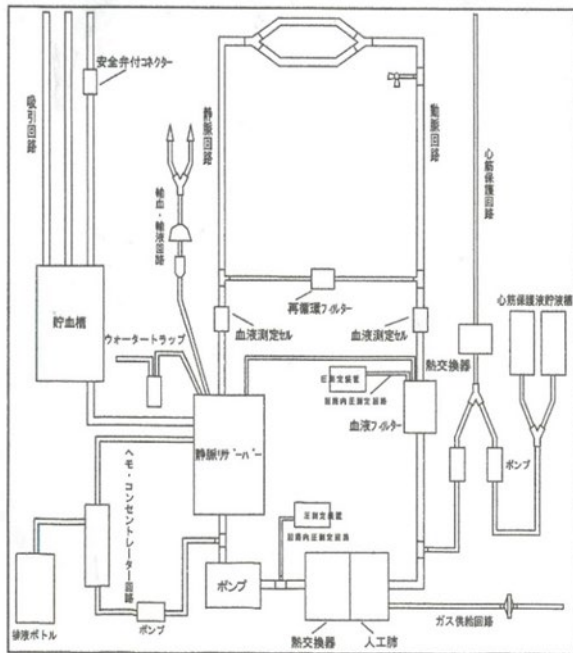 安全弁付コネクター
吸引回路
静脈回路
動脈回路
心筋保護回路
輸血・輸液回路
貯血槽
再循環フィルター
心筋保護液貯液槽
ウォータートラップ
血液測定セル
血液測定セル
熱交換器
圧測定装置
回路内圧測定回路
血液フィルター
静脈リザーバー
ポンプ
ヘモ・コンセントレーター回路
圧測定装置
回路内圧測定回路
ポンプ
排液ボトル
ポンプ
熱交換器
人工肺
ガス供給回路